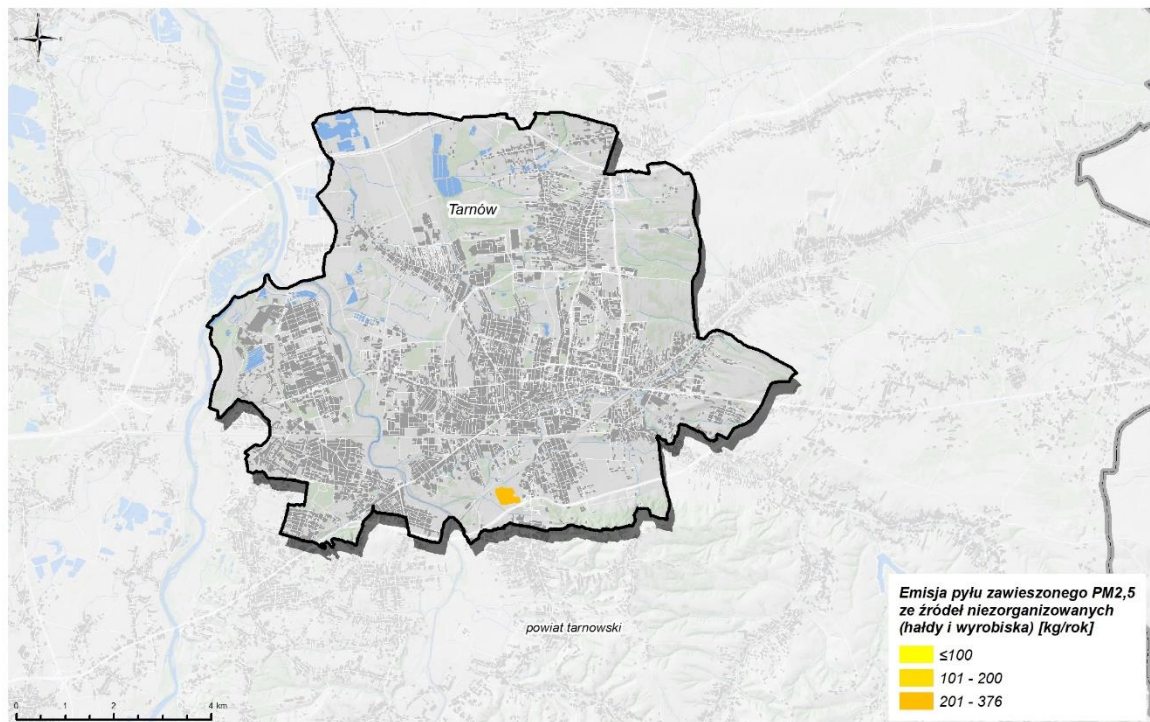 Tarnów
powiat tarnowski
Emisja pyłu zawieszonego PM2,5
ze źródeł niezorganizowanych
(hałdy i wyrobiska) [kg/rok]
≤100
101 - 200
201 - 376
0 1 2 4 km